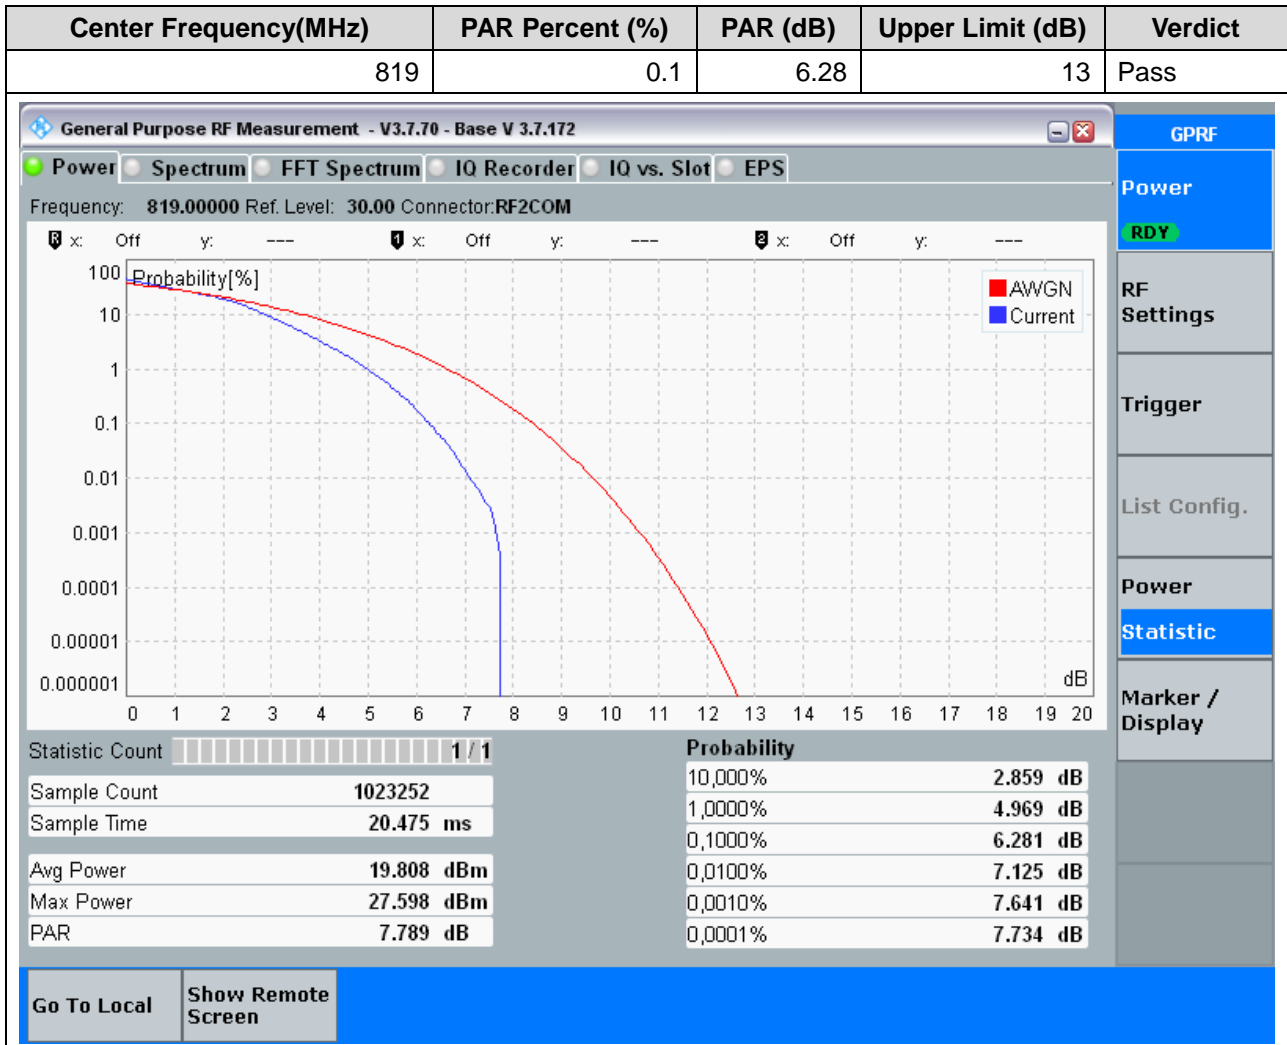 Center Frequency(MHz) PAR Percent (%) PAR (dB) Upper Limit (dB) Verdict
819 0.1 6.28 13 Pass
General Purpose RF Measurement - V3.7.70 - Base V 3.7.172
GPRF
Power Spectrum FFT Spectrum IQ Recorder IQ vs. Slot EPS
Frequency: 819.00000 Ref. Level: 30.00 Connector:RF2COM
R x: Off y: --- 1 x: Off y: --- 2 x: Off y: ---
Probability[%]
AWGN
Current
100
10
1
0.1
0.01
0.001
0.0001
0.00001
0.000001
dB
0 1 2 3 4 5 6 7 8 9 10 11 12 13 14 15 16 17 18 19 20
Statistic Count 1 / 1
Sample Count 1023252
Sample Time 20.475 ms
Avg Power 19.808 dBm
Max Power 27.598 dBm
PAR 7.789 dB
Probability
10,000% 2.859 dB
1,0000% 4.969 dB
0,1000% 6.281 dB
0,0100% 7.125 dB
0,0010% 7.641 dB
0,0001% 7.734 dB
Power
RDY
RF
Settings
Trigger
List Config.
Power
Statistic
Marker /
Display
Go To Local
Show Remote
Screen